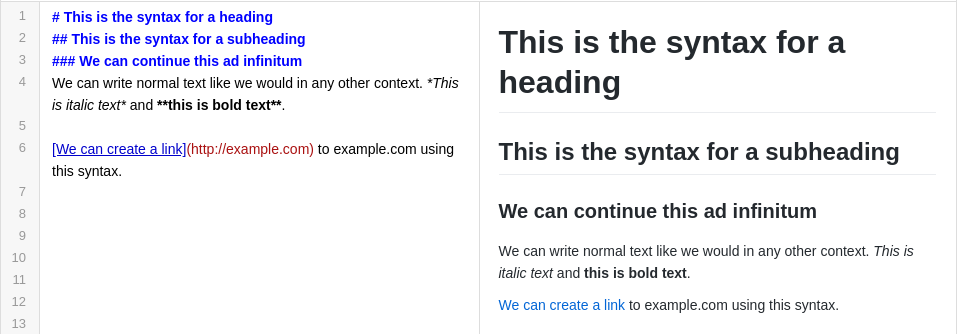 1 # This is the syntax for a heading
2 ## This is the syntax for a subheading
3 ### We can continue this ad infinitum
4 We can write normal text like we would in any other context. *This
is italic text* and **this is bold text**.
5
6 [We can create a link](http://example.com) to example.com using
this syntax.
7
8
9
10
11
12
13
This is the syntax for a
heading
This is the syntax for a subheading
We can continue this ad infinitum
We can write normal text like we would in any other context. This is
italic text and this is bold text.
We can create a link to example.com using this syntax.